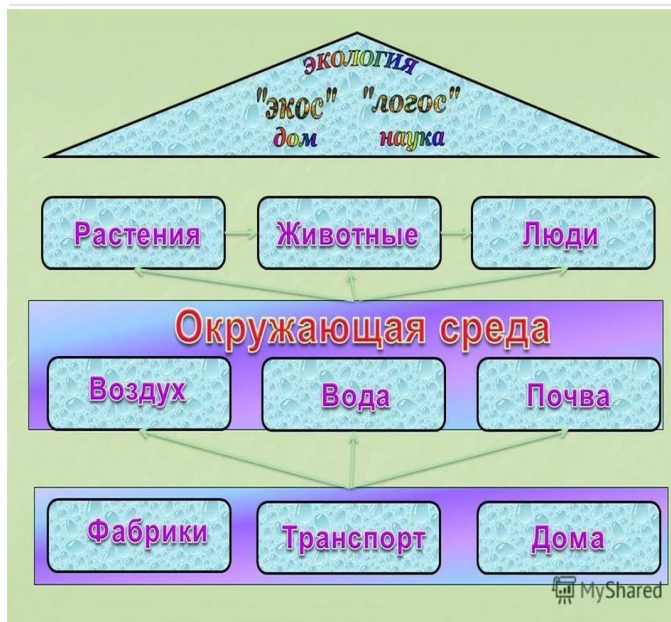 ЭКОЛОГИЯ
"ЭКОС" "ЛОГОС"
дом наука
Растения Животные Люди
Окружающая среда
Воздух Вода Почва
Фабрики Транспорт Дома
MyShared